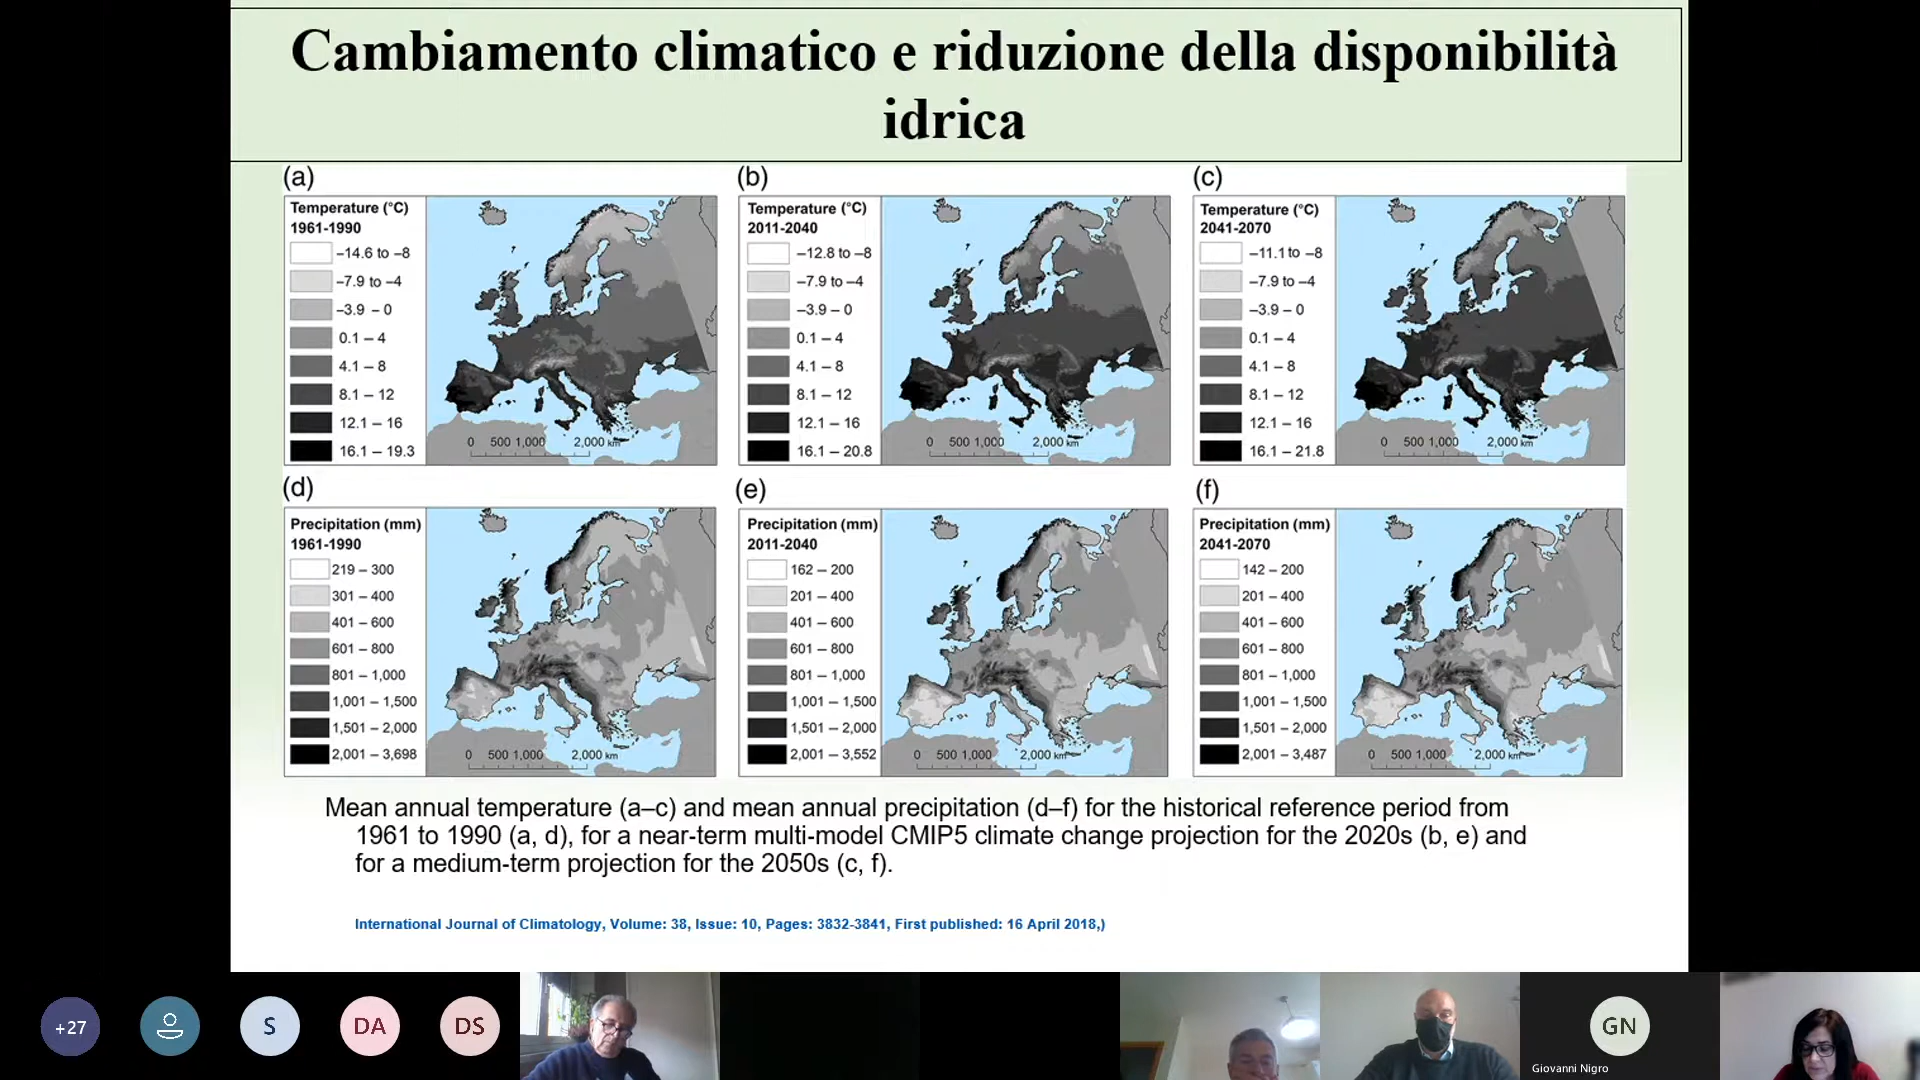 Cambiamento climatico e riduzione della disponibilità
idrica
(a)
Temperature (°C)
1961-1990
–14.6 to –8
–7.9 to –4
–3.9 – 0
0.1 – 4
4.1 – 8
8.1 – 12
12.1 – 16
16.1 – 19.3
0 500 1,000 2,000 km
(b)
Temperature (°C)
2011-2040
–12.8 to –8
–7.9 to –4
–3.9 – 0
0.1 – 4
4.1 – 8
8.1 – 12
12.1 – 16
16.1 – 20.8
0 500 1,000 2,000 km
(c)
Temperature (°C)
2041-2070
–11.1 to –8
–7.9 to –4
–3.9 – 0
0.1 – 4
4.1 – 8
8.1 – 12
12.1 – 16
16.1 – 21.8
0 500 1,000 2,000 km
(d)
Precipitation (mm)
1961-1990
219 – 300
301 – 400
401 – 600
601 – 800
801 – 1,000
1,001 – 1,500
1,501 – 2,000
2,001 – 3,698
0 500 1,000 2,000 km
(e)
Precipitation (mm)
2011-2040
162 – 200
201 – 400
401 – 600
601 – 800
801 – 1,000
1,001 – 1,500
1,501 – 2,000
2,001 – 3,552
0 500 1,000 2,000 km
(f)
Precipitation (mm)
2041-2070
142 – 200
201 – 400
401 – 600
601 – 800
801 – 1,000
1,001 – 1,500
1,501 – 2,000
2,001 – 3,487
0 500 1,000 2,000 km
Mean annual temperature (a–c) and mean annual precipitation (d–f) for the historical reference period from
1961 to 1990 (a, d), for a near-term multi-model CMIP5 climate change projection for the 2020s (b, e) and
for a medium-term projection for the 2050s (c, f).
International Journal of Climatology, Volume: 38, Issue: 10, Pages: 3832-3841, First published: 16 April 2018,)
+27
S
DA
DS
GN
Giovanni Nigro